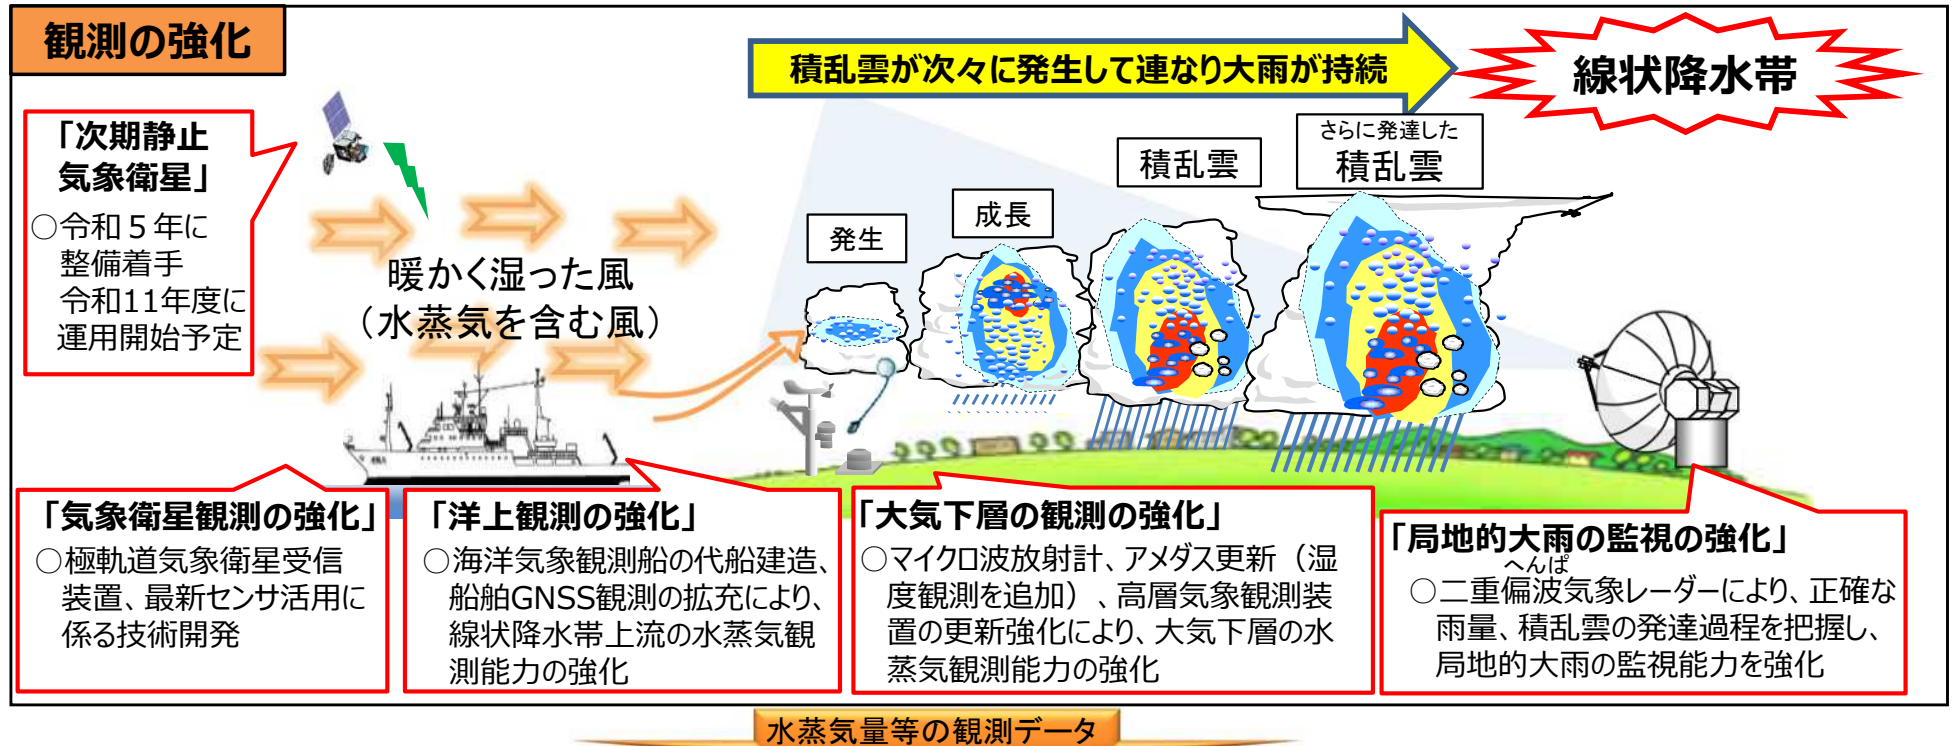 観測の強化
積乱雲が次々に発生して連なり大雨が持続
線状降水帯
「次期静止
気象衛星」
○令和５年に
整備着手
令和11年度に
運用開始予定
暖かく湿った風
（水蒸気を含む風）
発生
成長
積乱雲
さらに発達した
積乱雲
「気象衛星観測の強化」
○極軌道気象衛星受信
装置、最新センサ活用に
係る技術開発
「洋上観測の強化」
○海洋気象観測船の代船建造、
船舶GNSS観測の拡充により、
線状降水帯上流の水蒸気観
測能力の強化
「大気下層の観測の強化」
○マイクロ波放射計、アメダス更新（湿
度観測を追加）、高層気象観測装
置の更新強化により、大気下層の水
蒸気観測能力の強化
「局地的大雨の監視の強化」
へんぱ
○二重偏波気象レーダーにより、正確な
雨量、積乱雲の発達過程を把握し、
局地的大雨の監視能力を強化
水蒸気量等の観測データ